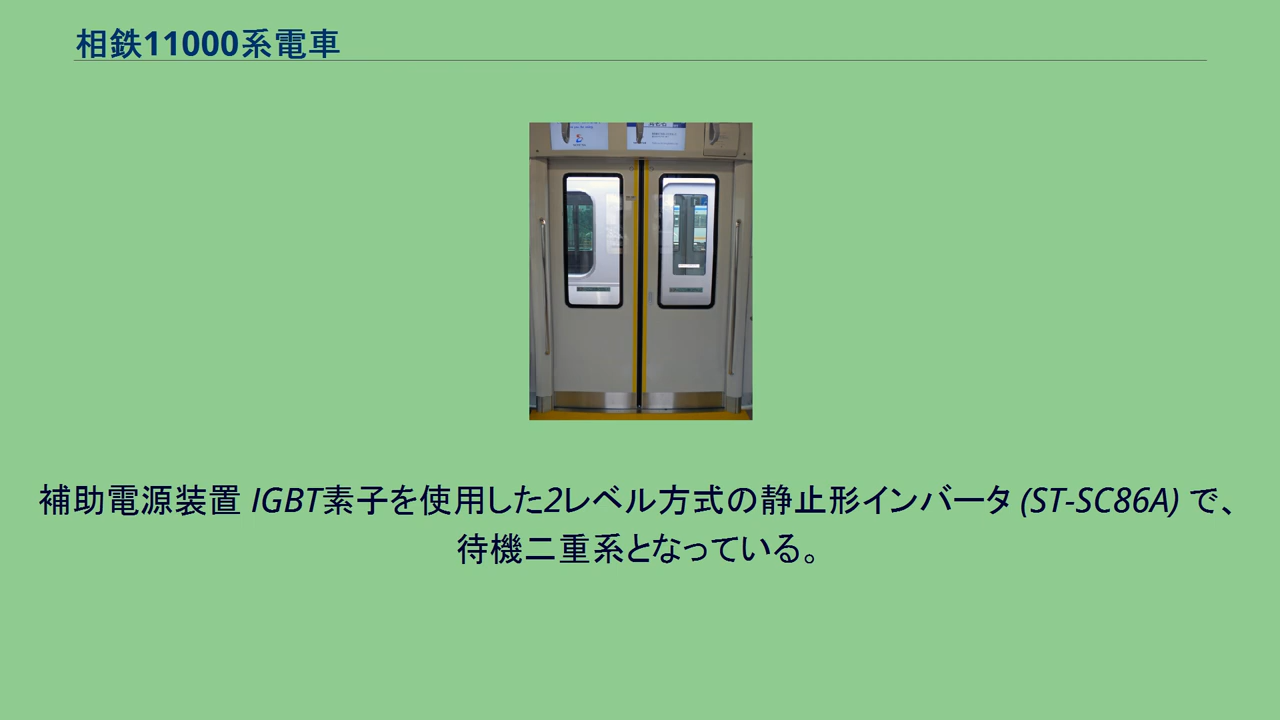 相鉄11000系電車
補助電源装置 IGBT素子を使用した2レベル方式の静止形インバータ (ST-SC86A) で、
待機二重系となっている。